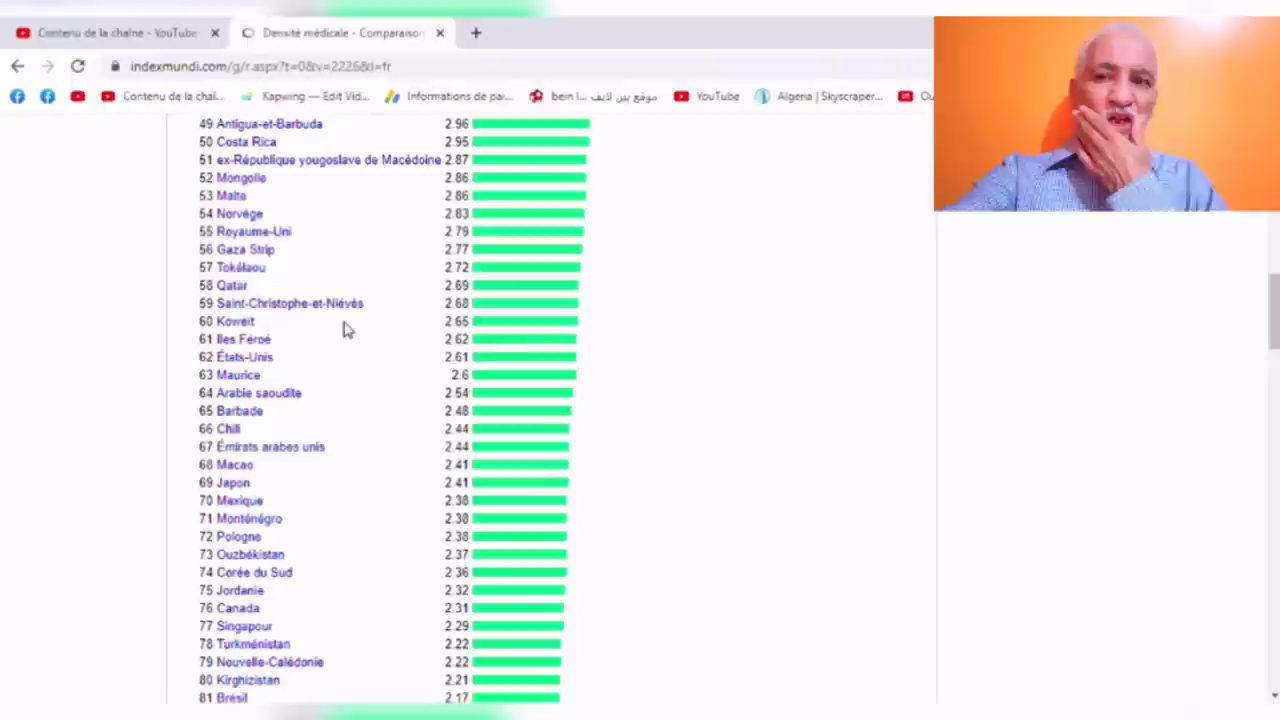 Contenu de la chaîne - YouTube
Densité médicale - Comparaison
indexmundi.com/g/r.aspx?t=0&v=2226&l=fr
Contenu de la chaî... Kapwing — Edit Vid... Informations de pai... bein l... موقع بين لايف YouTube Algeria | Skyscraper... Ou
49 Antigua-et-Barbuda 2.96
50 Costa Rica 2.95
51 ex-République yougoslave de Macédoine 2.87
52 Mongolie 2.86
53 Malte 2.86
54 Norvège 2.83
55 Royaume-Uni 2.79
56 Gaza Strip 2.77
57 Tokélaou 2.72
58 Qatar 2.69
59 Saint-Christophe-et-Niévès 2.68
60 Koweit 2.65
61 Iles Féroé 2.62
62 États-Unis 2.61
63 Maurice 2.6
64 Arabie saoudite 2.54
65 Barbade 2.48
66 Chili 2.44
67 Émirats arabes unis 2.44
68 Macao 2.41
69 Japon 2.41
70 Mexique 2.38
71 Monténégro 2.38
72 Pologne 2.38
73 Ouzbékistan 2.37
74 Corée du Sud 2.36
75 Jordanie 2.32
76 Canada 2.31
77 Singapour 2.29
78 Turkménistan 2.22
79 Nouvelle-Calédonie 2.22
80 Kirghizistan 2.21
81 Brésil 2.17